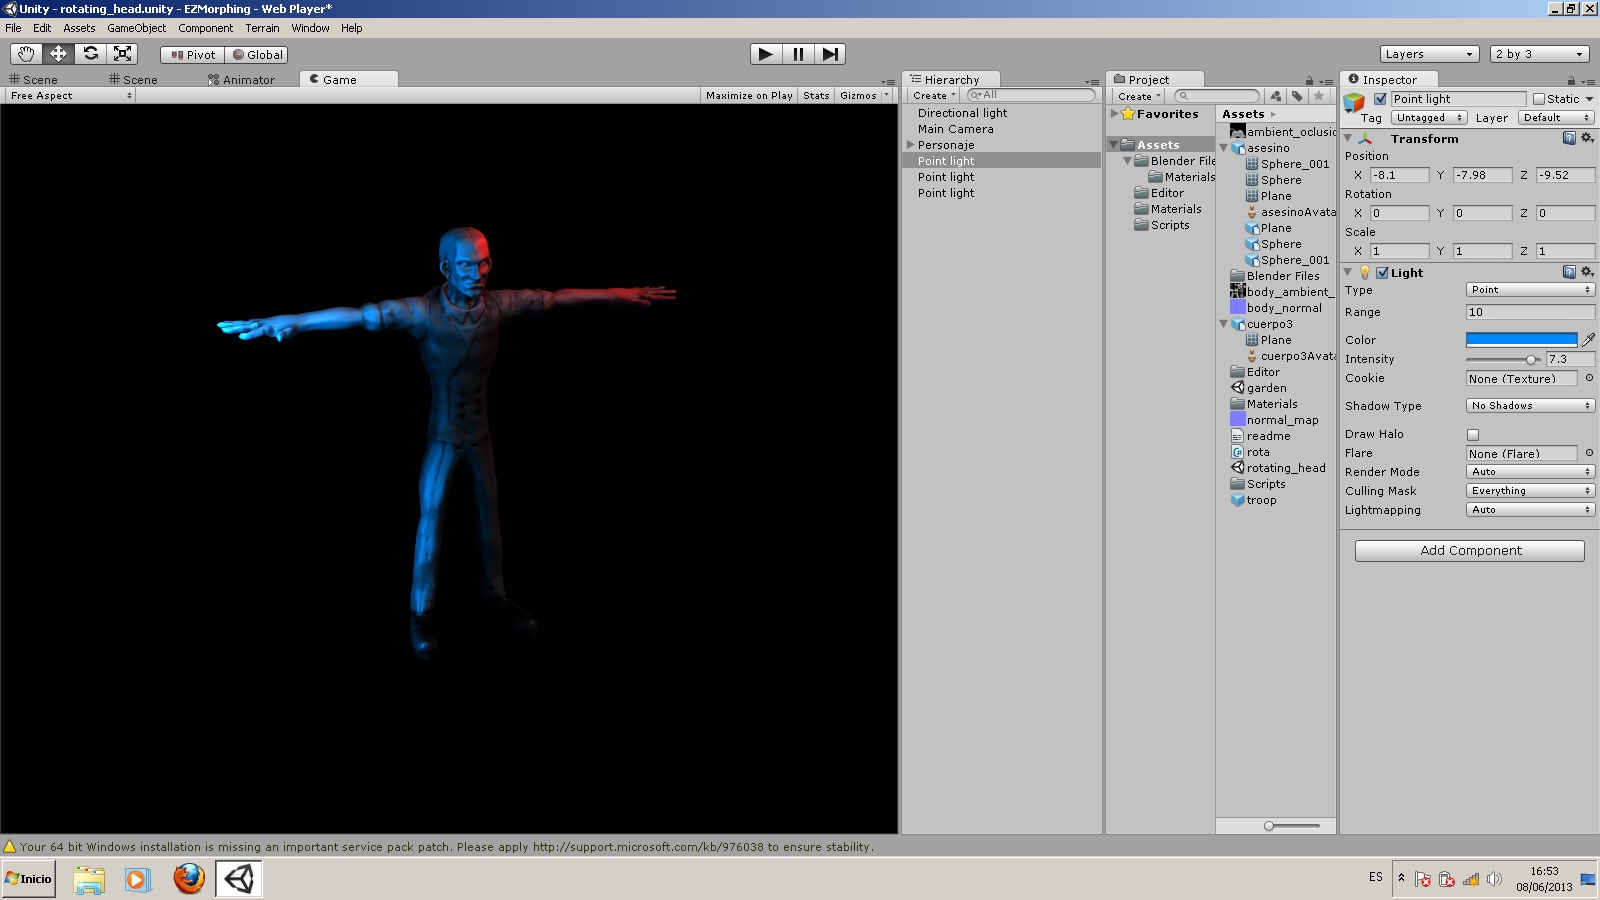 Unity - rotating_head.unity - EZMorphing - Web Player*
File Edit Assets GameObject Component Terrain Window Help
Pivot Global Layers 2 by 3
Scene Scene Animator Game
Free Aspect Maximize on Play Stats Gizmos
Hierarchy
Create All
Directional light
Main Camera
Personaje
Point light
Point light
Point light
Project
Create
Favorites
Assets
Blender File
Materials
Editor
Materials
Scripts
Assets
ambient_oclusio
asesino
Sphere_001
Sphere
Plane
asesinoAvata
Plane
Sphere
Sphere_001
Blender Files
body_ambient_
body_normal
cuerpo3
Plane
cuerpo3Avata
Editor
garden
Materials
normal_map
readme
rota
rotating_head
Scripts
troop
Inspector
Point light Static
Tag Untagged Layer Default
Transform
Position
X -8.1 Y -7.98 Z -9.52
Rotation
X 0 Y 0 Z 0
Scale
X 1 Y 1 Z 1
Light
Type Point
Range 10
Color
Intensity 7.3
Cookie None (Texture)
Shadow Type No Shadows
Draw Halo
Flare None (Flare)
Render Mode Auto
Culling Mask Everything
Lightmapping Auto
Add Component
Your 64 bit Windows installation is missing an important service pack patch. Please apply http://support.microsoft.com/kb/976038 to ensure stability.
Inicio
ES
16:53
08/06/2013